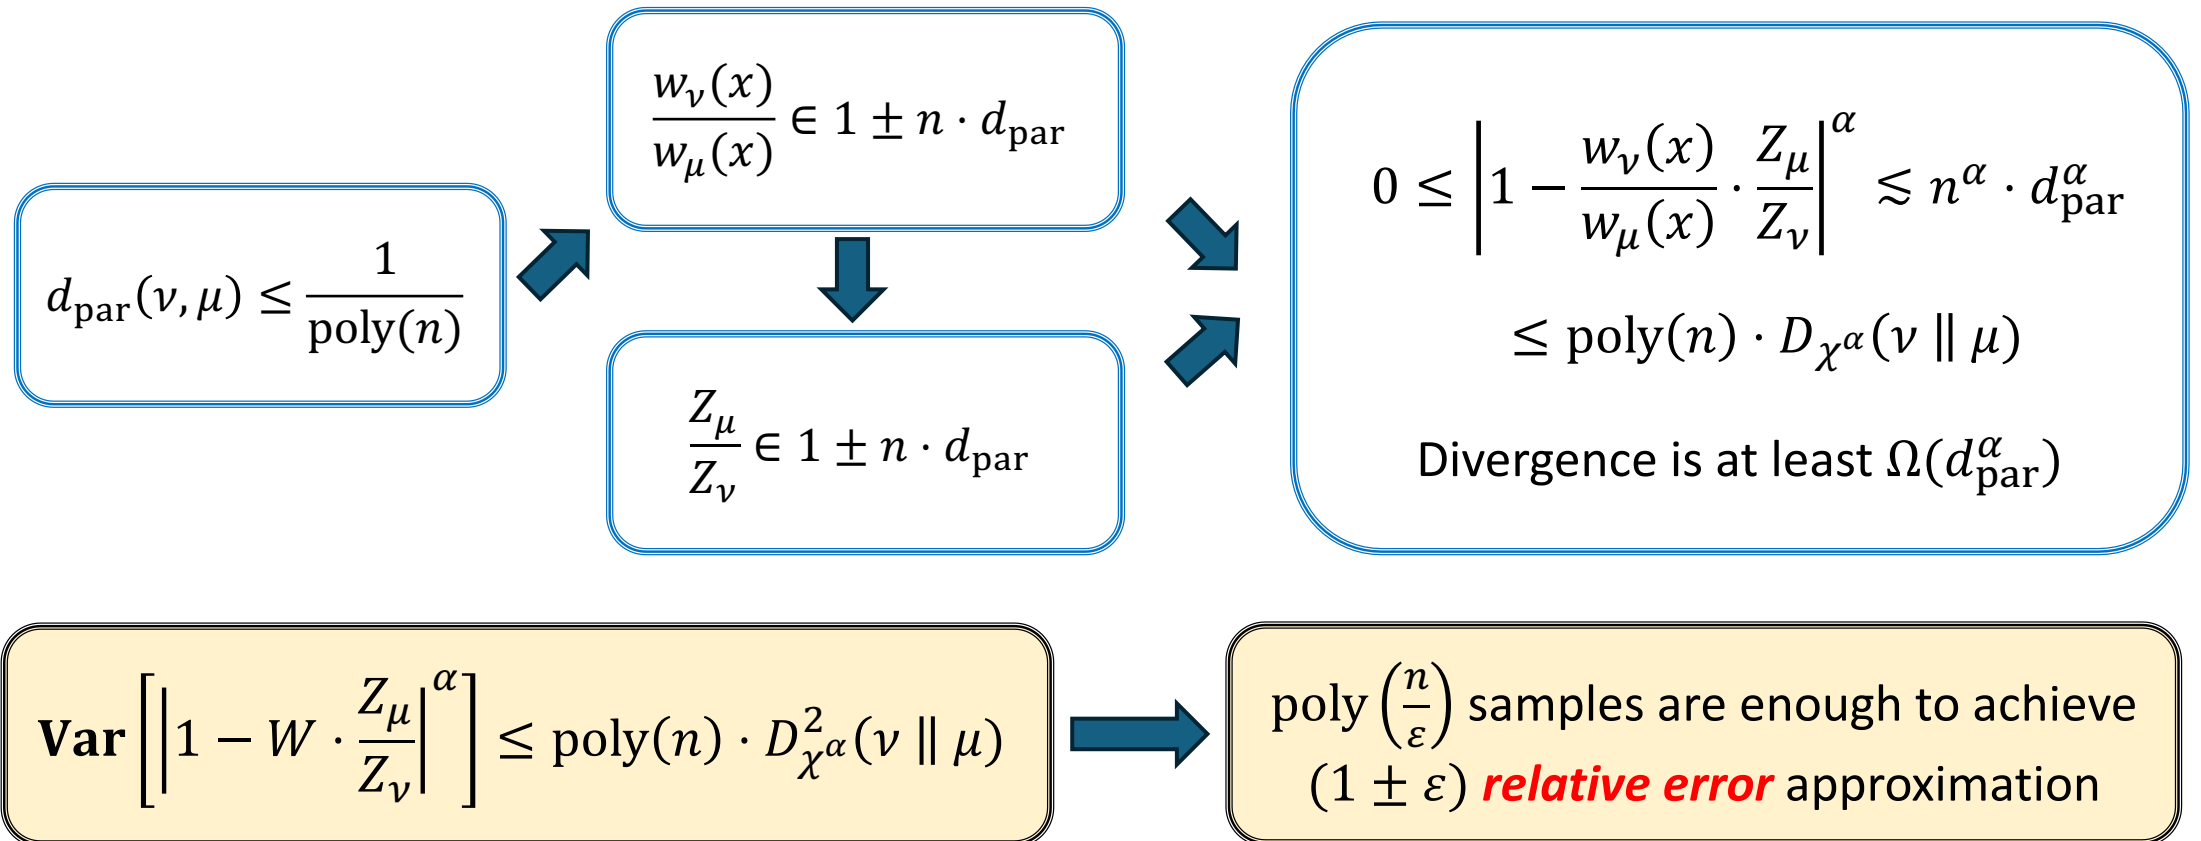 d_par(ν, μ) ≤ 1/poly(n)
w_ν(x)/w_μ(x) ∈ 1 ± n · d_par
Z_μ/Z_ν ∈ 1 ± n · d_par
0 ≤ |1 − w_ν(x)/w_μ(x) · Z_μ/Z_ν|^α ≲ n^α · d_par^α
≤ poly(n) · D_{χ^α}(ν ∥ μ)
Divergence is at least Ω(d_par^α)
Var[|1 − W · Z_μ/Z_ν|^α] ≤ poly(n) · D²_{χ^α}(ν ∥ μ)
poly(n/ε) samples are enough to achieve
(1 ± ε) relative error approximation